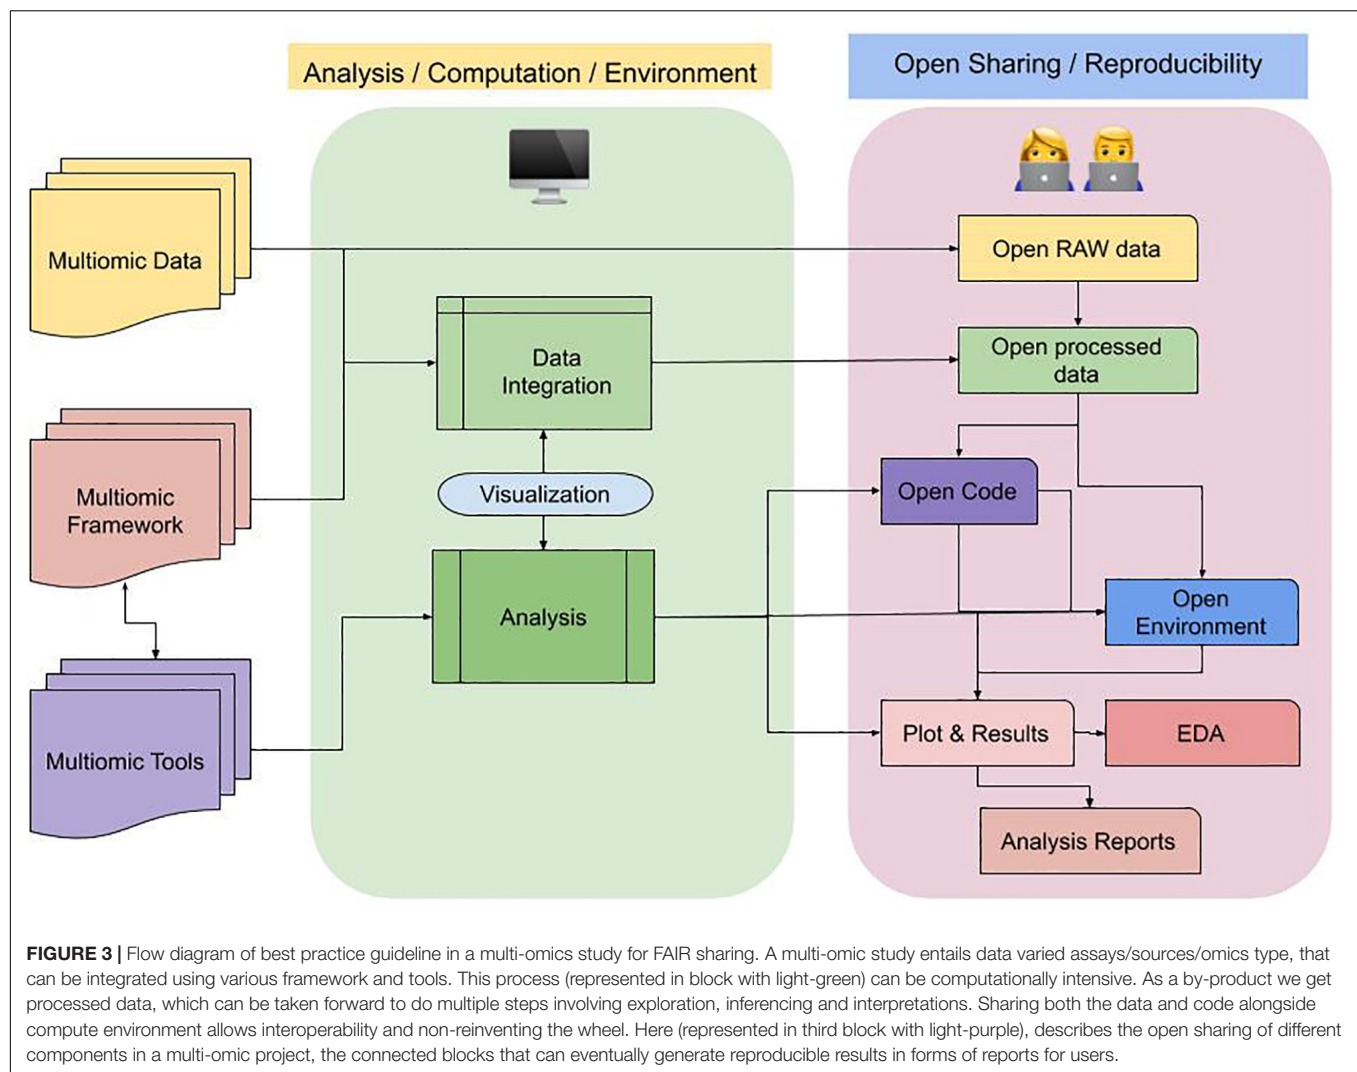 Analysis / Computation / Environment
Open Sharing / Reproducibility
Multiomic Data
Open RAW data
Data
Integration
Open processed
data
Multiomic
Framework
Visualization
Open Code
Analysis
Open
Environment
Multiomic Tools
Plot & Results
EDA
Analysis Reports
FIGURE 3 | Flow diagram of best practice guideline in a multi-omics study for FAIR sharing. A multi-omic study entails data varied assays/sources/omics type, that
can be integrated using various framework and tools. This process (represented in block with light-green) can be computationally intensive. As a by-product we get
processed data, which can be taken forward to do multiple steps involving exploration, inferencing and interpretations. Sharing both the data and code alongside
compute environment allows interoperability and non-reinventing the wheel. Here (represented in third block with light-purple), describes the open sharing of different
components in a multi-omic project, the connected blocks that can eventually generate reproducible results in forms of reports for users.